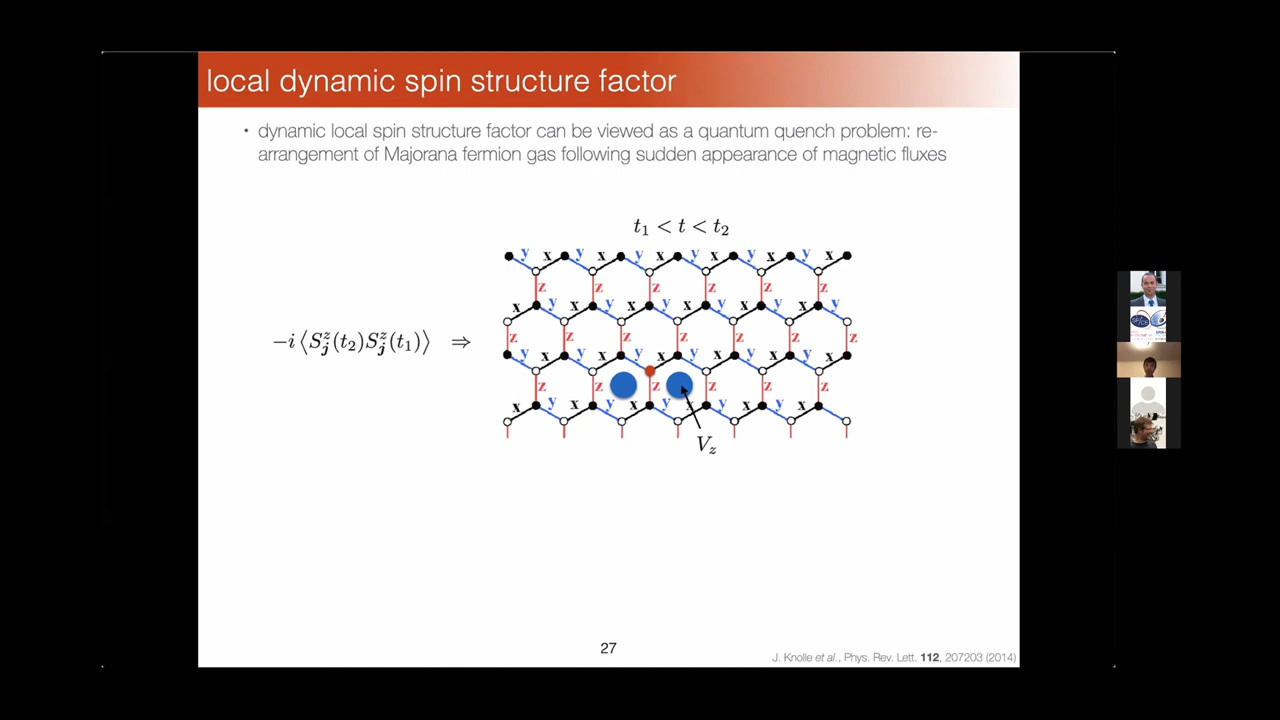 local dynamic spin structure factor
• dynamic local spin structure factor can be viewed as a quantum quench problem: re-
arrangement of Majorana fermion gas following sudden appearance of magnetic fluxes
t₁ < t < t₂
y x y x y x y x y x y x
z z z z z z
x y x y x y x y x y x y
−i⟨Sⱼᶻ(t₂)Sⱼᶻ(t₁)⟩ ⇒
z z z z z z z
y x y x y x y x y x y x
z z z z z z
x y x y x y x y x y x y
V_z
27
J. Knolle et al., Phys. Rev. Lett. 112, 207203 (2014)